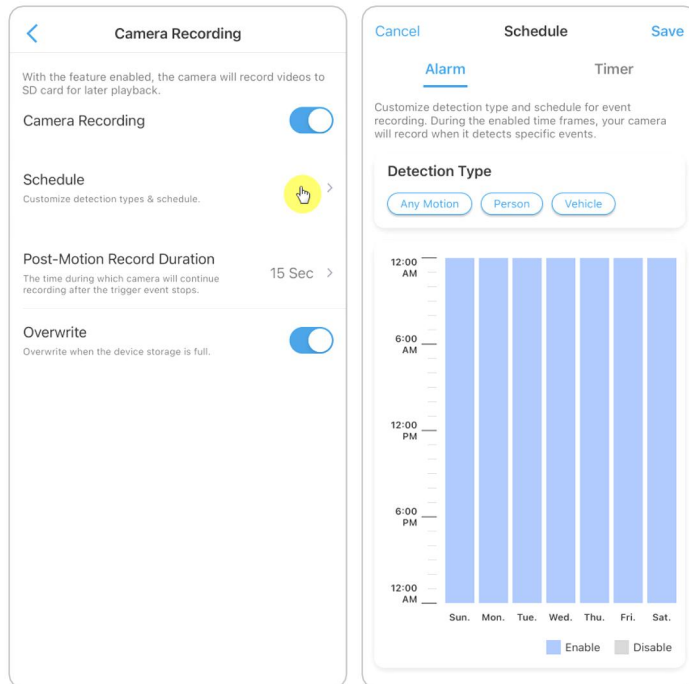 Camera Recording
With the feature enabled, the camera will record videos to
SD card for later playback.
Camera Recording
Schedule
Customize detection types & schedule.
Post-Motion Record Duration
The time during which camera will continue
recording after the trigger event stops.
15 Sec
Overwrite
Overwrite when the device storage is full.
Cancel
Schedule
Save
Alarm
Timer
Customize detection type and schedule for event
recording. During the enabled time frames, your camera
will record when it detects specific events.
Detection Type
Any Motion
Person
Vehicle
12:00
AM
6:00
AM
12:00
PM
6:00
PM
12:00
AM
Sun. Mon. Tue. Wed. Thu. Fri. Sat.
Enable
Disable